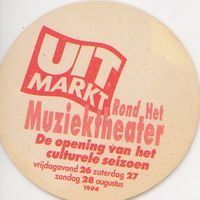 UIT
MARKT
Rond Het
Muziektheater
De opening van het
culturele seizoen
vrijdagavond 26 zaterdag 27
zondag 28 augustus
1994